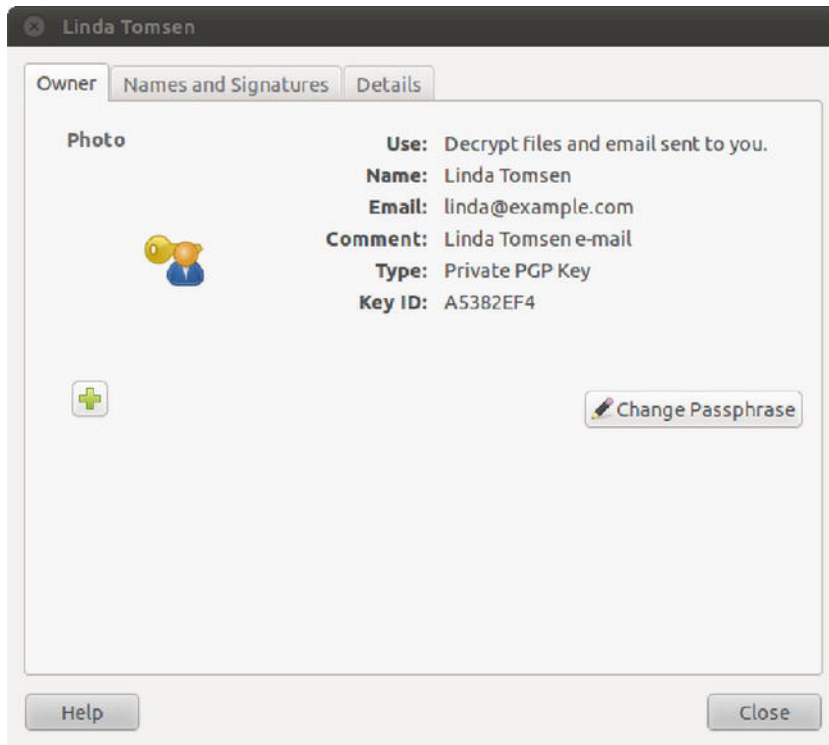 Linda Tomsen
Owner Names and Signatures Details
Photo
Use: Decrypt files and email sent to you.
Name: Linda Tomsen
Email: linda@example.com
Comment: Linda Tomsen e-mail
Type: Private PGP Key
Key ID: A5382EF4
Change Passphrase
Help Close